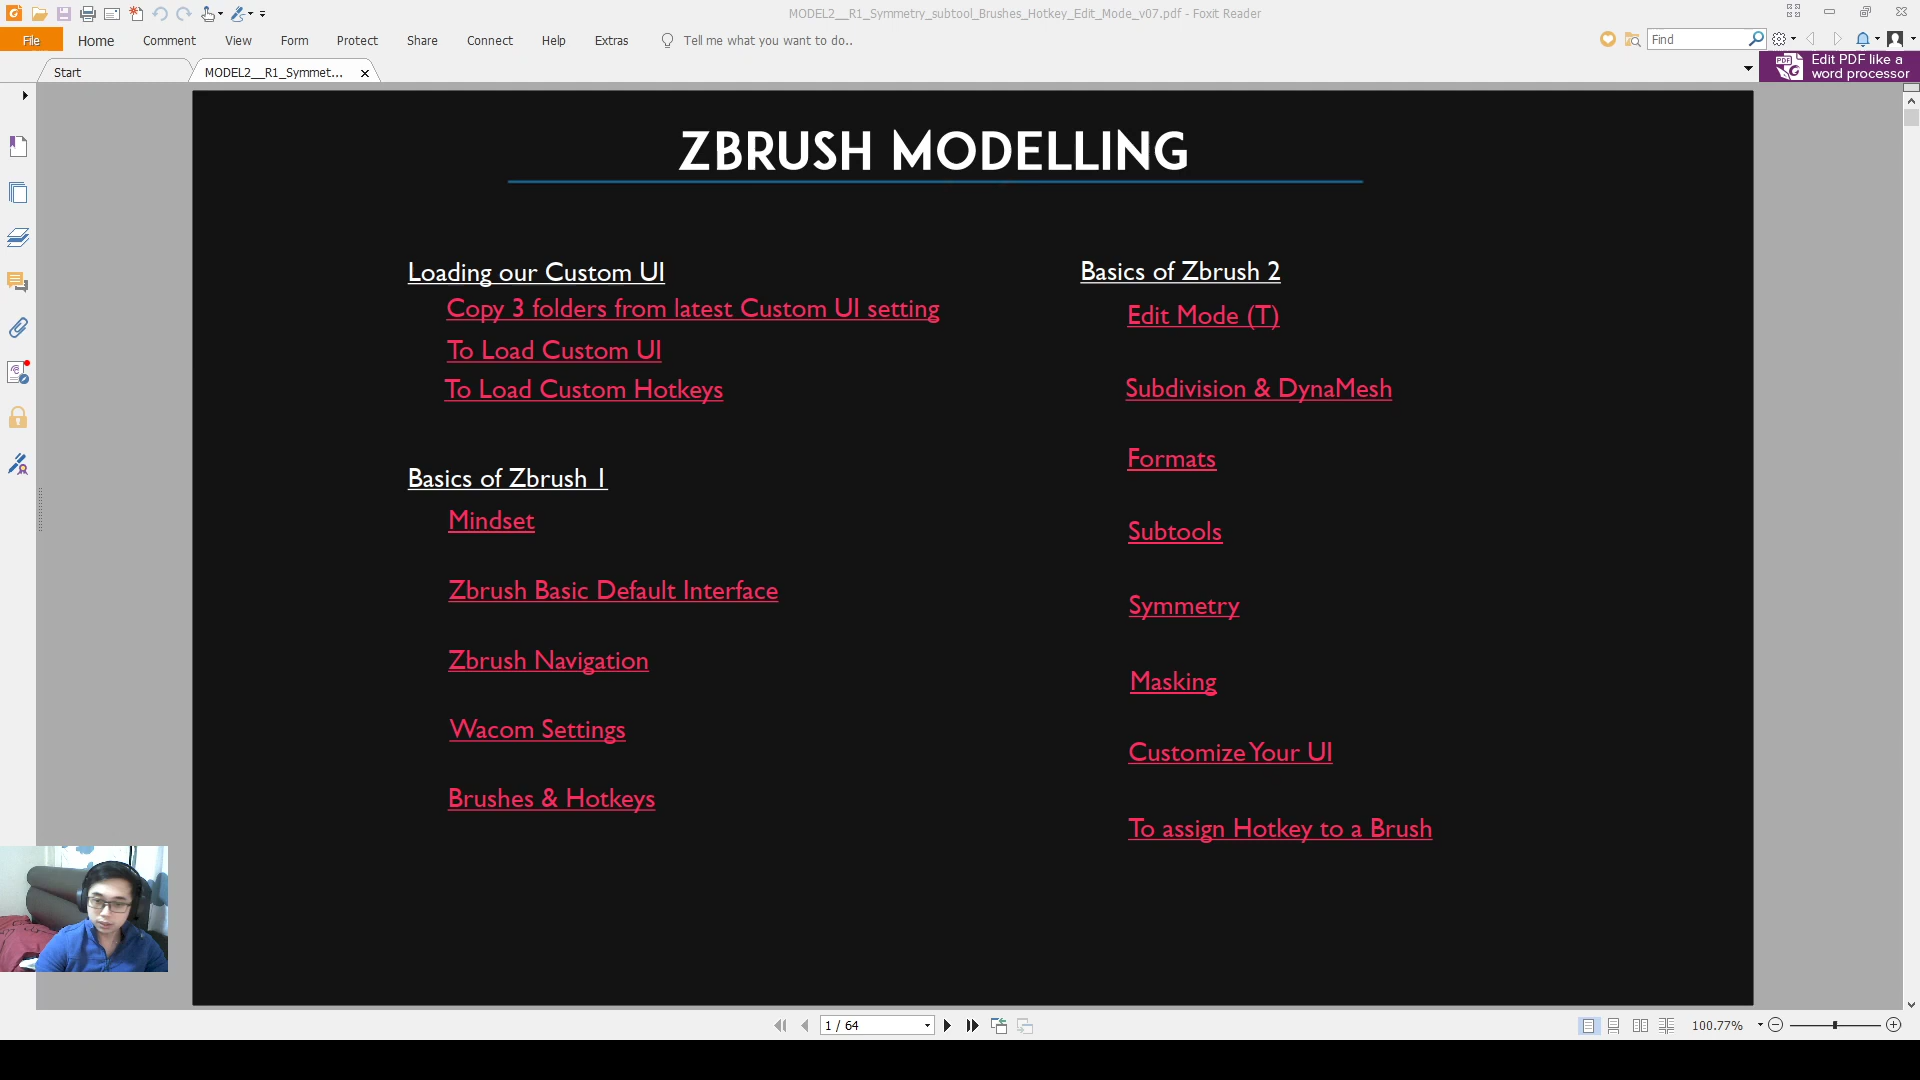 MODEL2__R1_Symmetry_subtool_Brushes_Hotkey_Edit_Mode_v07.pdf - Foxit Reader
File Home Comment View Form Protect Share Connect Help Extras Tell me what you want to do.. Find
Start MODEL2__R1_Symmet... Edit PDF like a
word processor
ZBRUSH MODELLING
Loading our Custom UI
Copy 3 folders from latest Custom UI setting
To Load Custom UI
To Load Custom Hotkeys
Basics of Zbrush 1
Mindset
Zbrush Basic Default Interface
Zbrush Navigation
Wacom Settings
Brushes & Hotkeys
Basics of Zbrush 2
Edit Mode (T)
Subdivision & DynaMesh
Formats
Subtools
Symmetry
Masking
Customize Your UI
To assign Hotkey to a Brush
1 / 64 100.77%